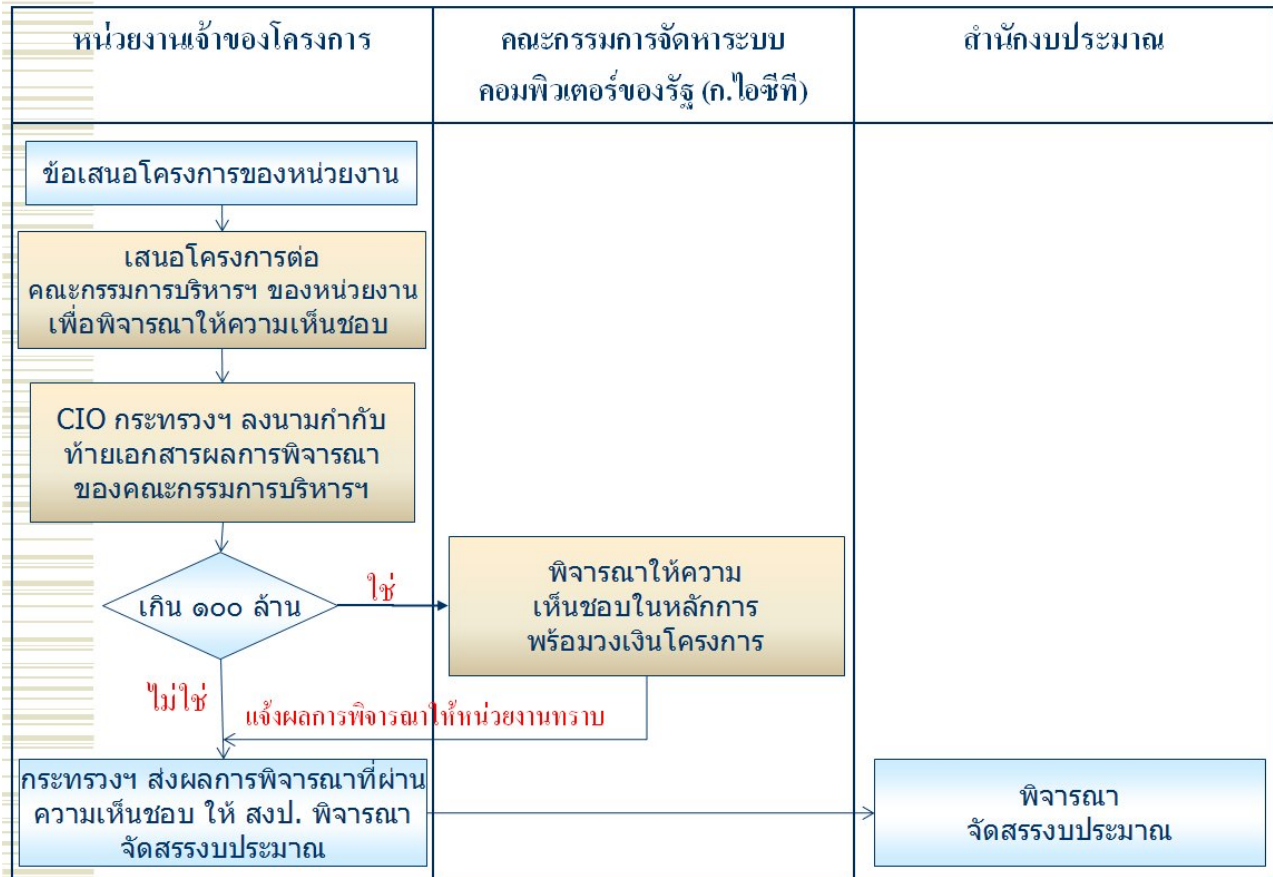 หน่วยงานเจ้าของโครงการ
คณะกรรมการจัดหาระบบ
คอมพิวเตอร์ของรัฐ (ก.ไอซีที)
สำนักงบประมาณ
ข้อเสนอโครงการของหน่วยงาน
เสนอโครงการต่อ
คณะกรรมการบริหารฯ ของหน่วยงาน
เพื่อพิจารณาให้ความเห็นชอบ
CIO กระทรวงฯ ลงนามกำกับ
ท้ายเอกสารผลการพิจารณา
ของคณะกรรมการบริหารฯ
เกิน ๑๐๐ ล้าน
ใช่
พิจารณาให้ความ
เห็นชอบในหลักการ
พร้อมวงเงินโครงการ
ไม่ใช่
แจ้งผลการพิจารณาให้หน่วยงานทราบ
กระทรวงฯ ส่งผลการพิจารณาที่ผ่าน
ความเห็นชอบ ให้ สงป. พิจารณา
จัดสรรงบประมาณ
พิจารณา
จัดสรรงบประมาณ